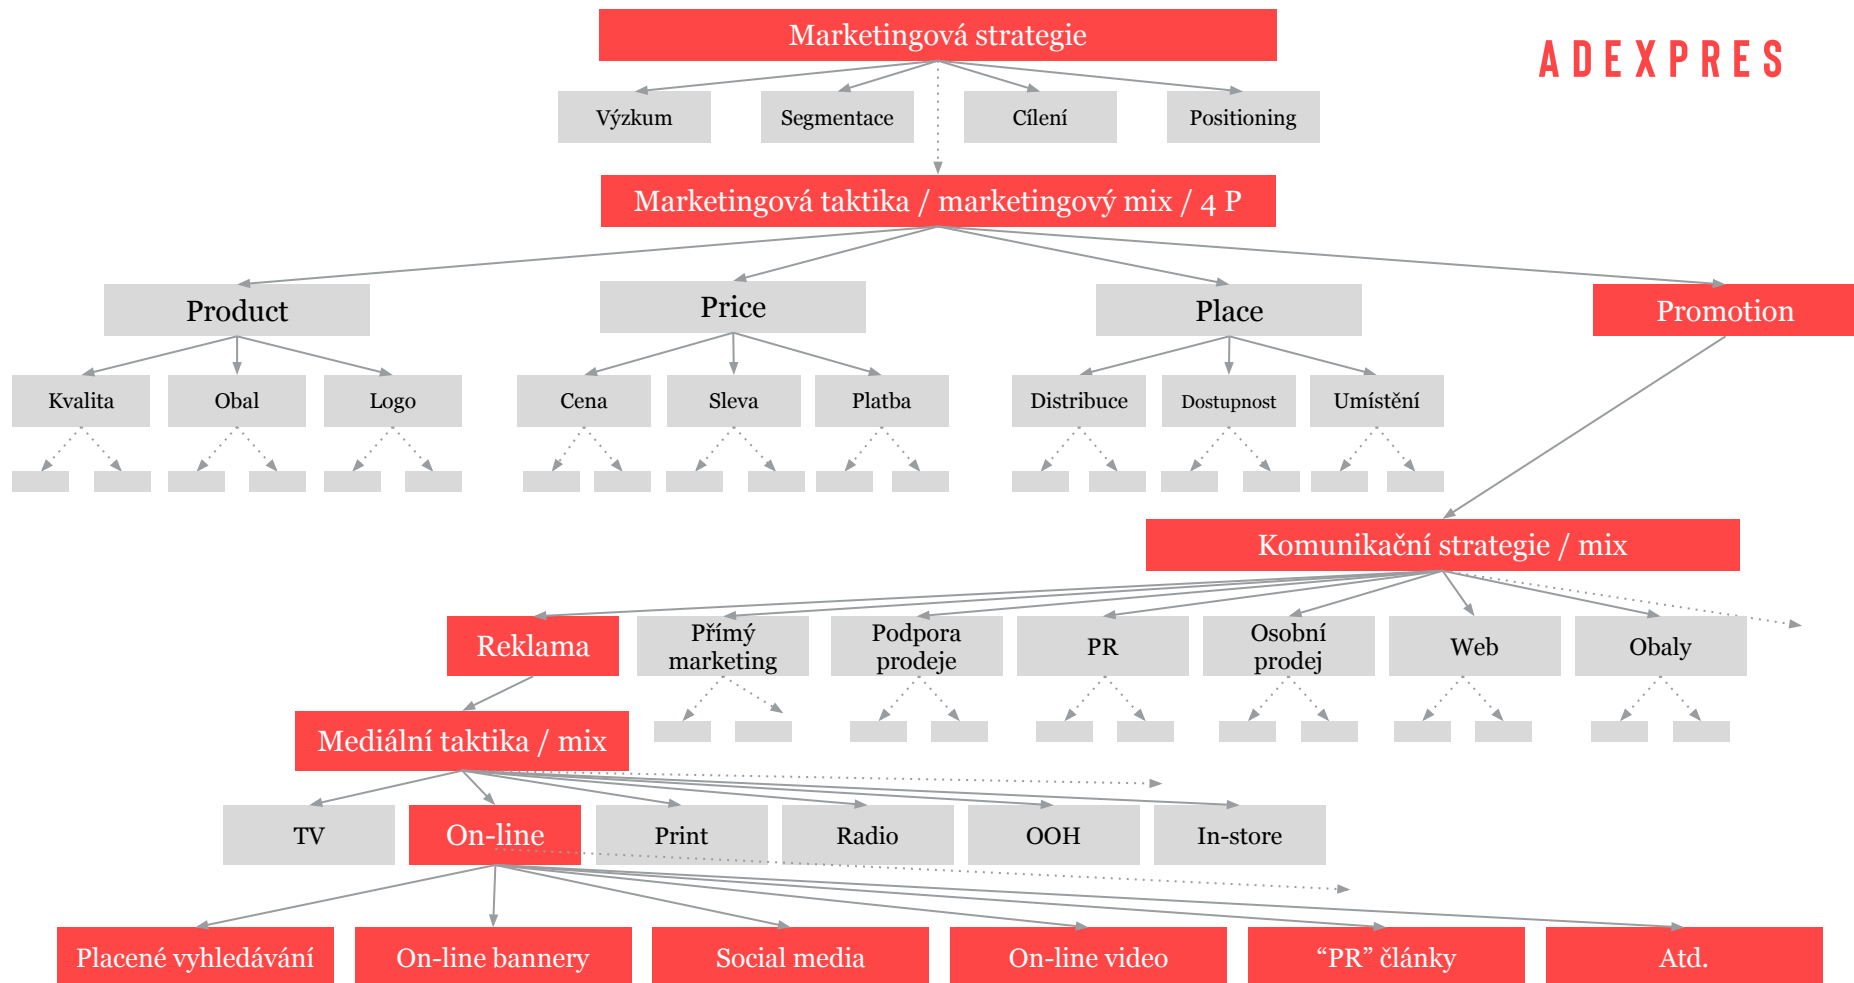 Marketingová strategie
ADEXPRES
Výzkum
Segmentace
Cílení
Positioning
Marketingová taktika / marketingový mix / 4 P
Product
Price
Place
Promotion
Kvalita
Obal
Logo
Cena
Sleva
Platba
Distribuce
Dostupnost
Umístění
Komunikační strategie / mix
Reklama
Přímý
marketing
Podpora
prodeje
PR
Osobní
prodej
Web
Obaly
Mediální taktika / mix
TV
On-line
Print
Radio
OOH
In-store
Placené vyhledávání
On-line bannery
Social media
On-line video
“PR” články
Atd.